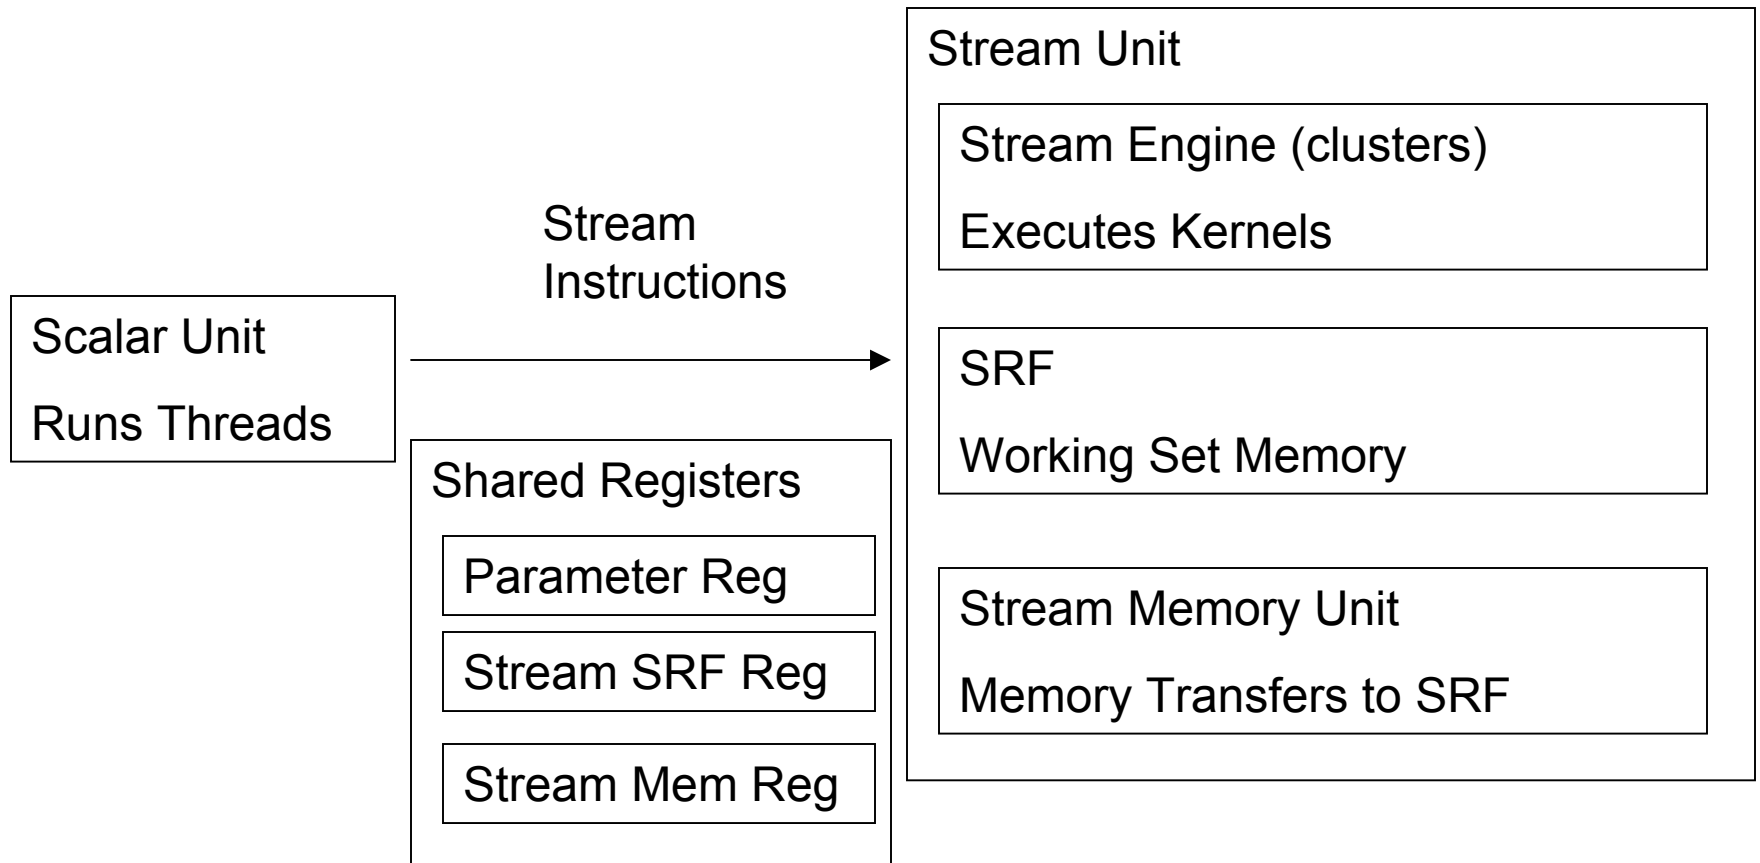 Scalar Unit
Runs Threads
Stream
Instructions
Shared Registers
Parameter Reg
Stream SRF Reg
Stream Mem Reg
Stream Unit
Stream Engine (clusters)
Executes Kernels
SRF
Working Set Memory
Stream Memory Unit
Memory Transfers to SRF